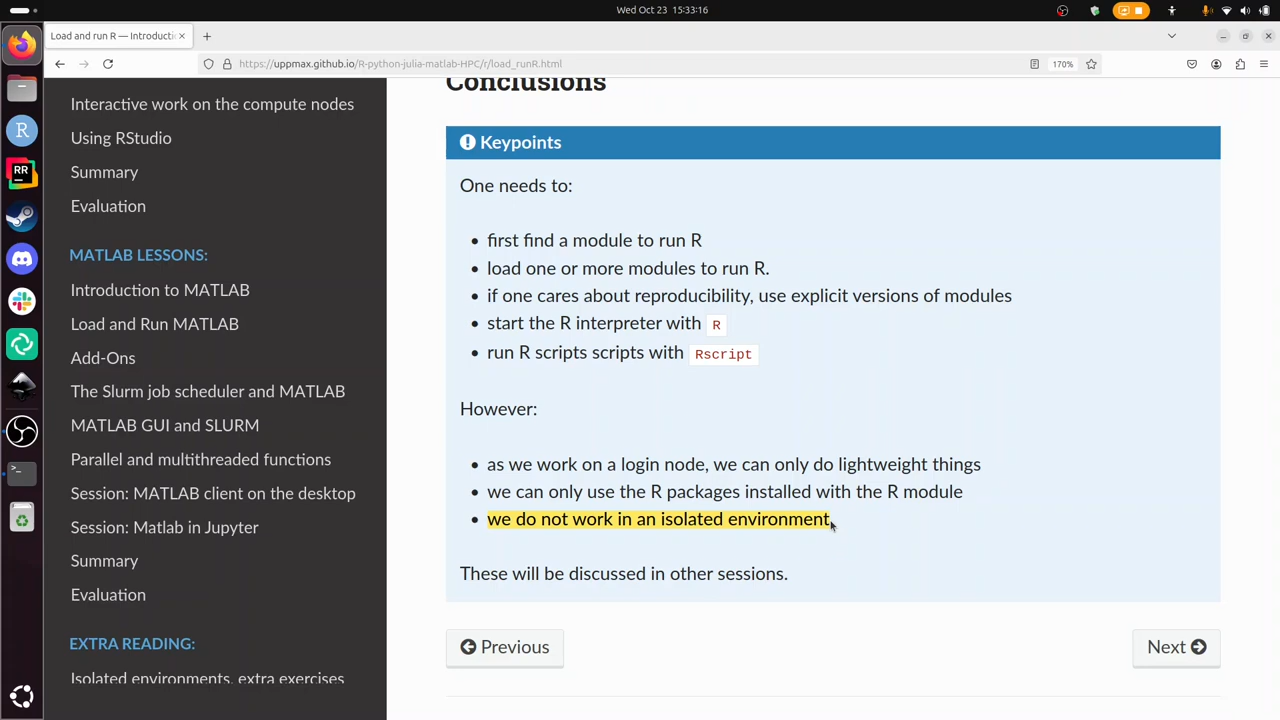 Wed Oct 23  15:33:16
Load and run R — Introducti
https://uppmax.github.io/R-python-julia-matlab-HPC/r/load_runR.html
170%
Interactive work on the compute nodes
Using RStudio
Summary
Evaluation
MATLAB LESSONS:
Introduction to MATLAB
Load and Run MATLAB
Add-Ons
The Slurm job scheduler and MATLAB
MATLAB GUI and SLURM
Parallel and multithreaded functions
Session: MATLAB client on the desktop
Session: Matlab in Jupyter
Summary
Evaluation
EXTRA READING:
Isolated environments, extra exercises
Conclusions
Keypoints
One needs to:
first find a module to run R
load one or more modules to run R.
if one cares about reproducibility, use explicit versions of modules
start the R interpreter with R
run R scripts scripts with Rscript
However:
as we work on a login node, we can only do lightweight things
we can only use the R packages installed with the R module
we do not work in an isolated environment
These will be discussed in other sessions.
Previous
Next
R
RR